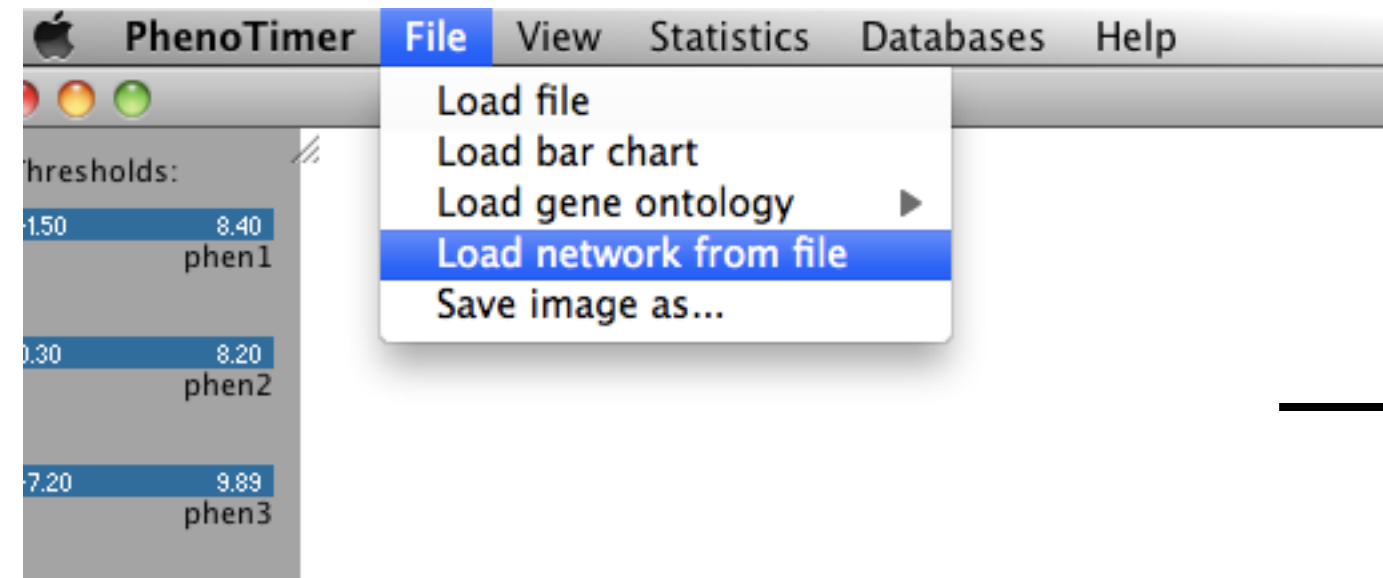 PhenoTimer File View Statistics Databases Help
Load file
Load bar chart
Load gene ontology
Load network from file
Save image as...
hresholds:
-1.50 8.40
phen1
0.30 8.20
phen2
-7.20 9.89
phen3